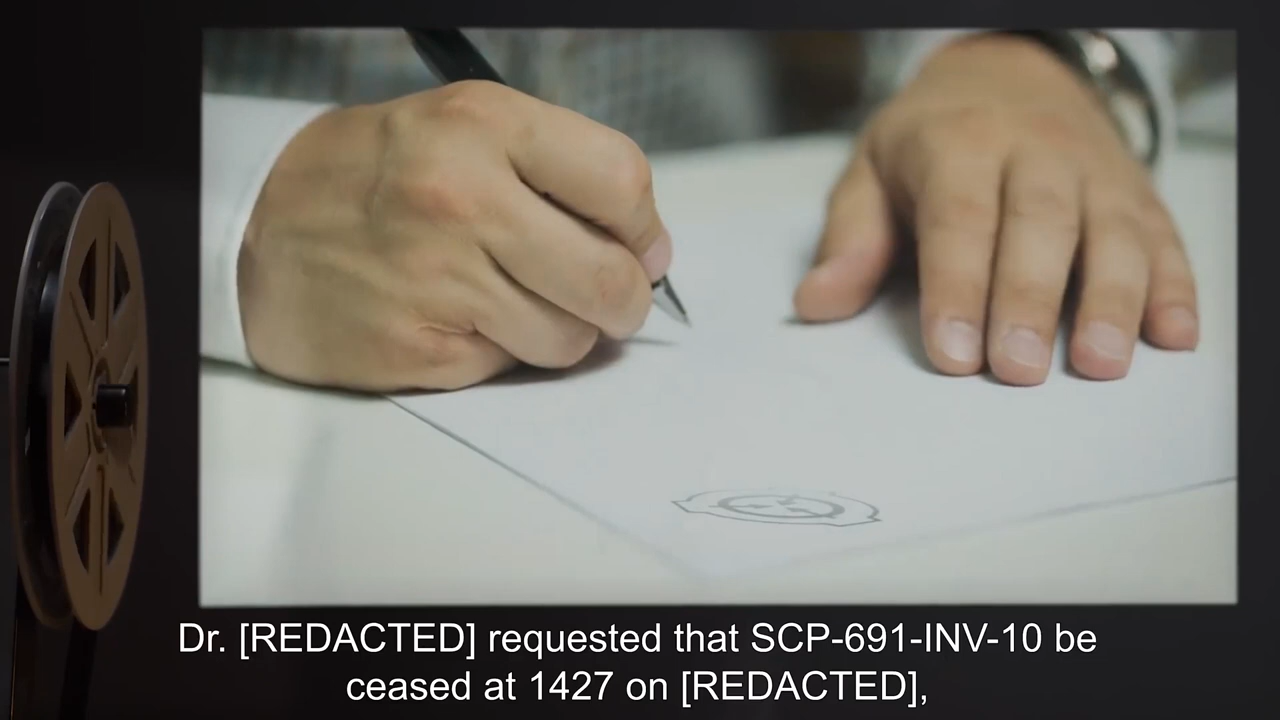 Dr. [REDACTED] requested that SCP-691-INV-10 be
ceased at 1427 on [REDACTED],